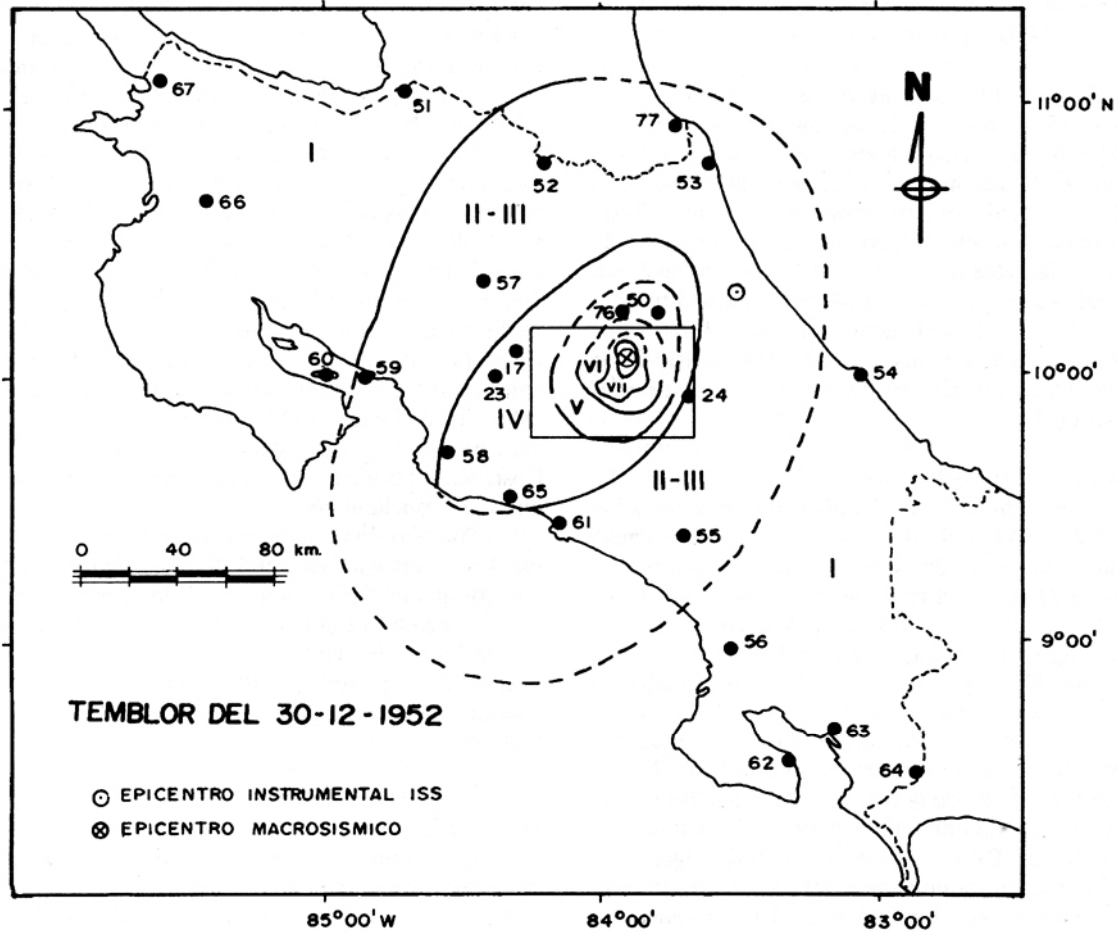 N
11°00'N
67
51
77
I
52
53
66
II-III
57
76 50
60
59
17
VI
54
10°00'
23
VII
24
IV
V
58
II-III
65
61
55
0 40 80 km.
I
56
9°00'
TEMBLOR DEL 30-12-1952
63
62
64
EPICENTRO INSTRUMENTAL ISS
EPICENTRO MACROSISMICO
85°00'W
84°00'
83°00'